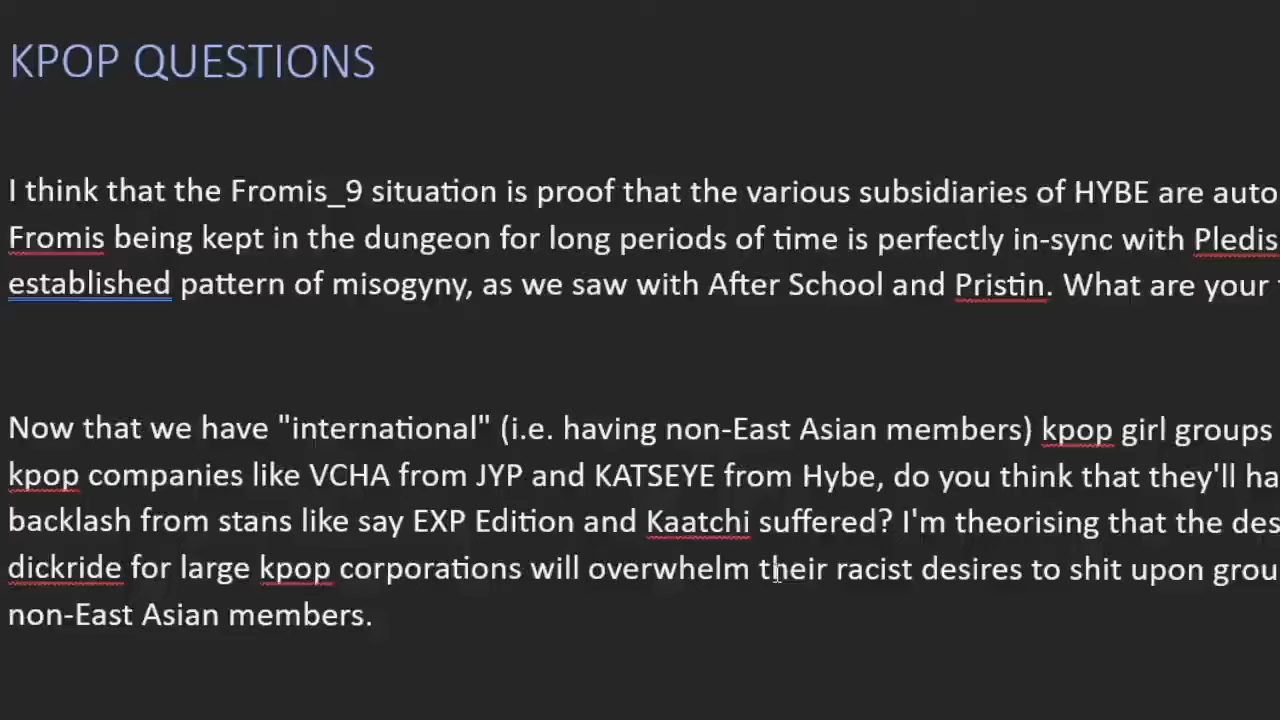 KPOP QUESTIONS
I think that the Fromis_9 situation is proof that the various subsidiaries of HYBE are auto
Fromis being kept in the dungeon for long periods of time is perfectly in-sync with Pledis
established pattern of misogyny, as we saw with After School and Pristin. What are your
Now that we have "international" (i.e. having non-East Asian members) kpop girl groups
kpop companies like VCHA from JYP and KATSEYE from Hybe, do you think that they'll ha
backlash from stans like say EXP Edition and Kaatchi suffered? I'm theorising that the des
dickride for large kpop corporations will overwhelm their racist desires to shit upon grou
non-East Asian members.